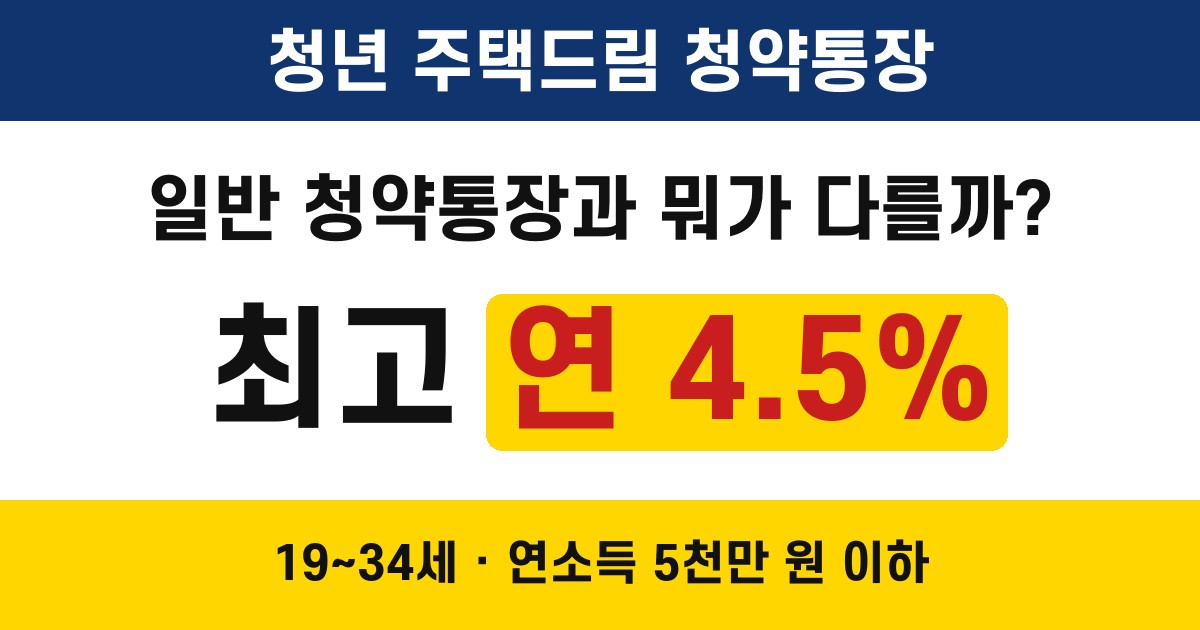 청년 주택드림 청약통장
일반 청약통장과 뭐가 다를까?
최고 연 4.5%
19~34세 · 연소득 5천만 원 이하